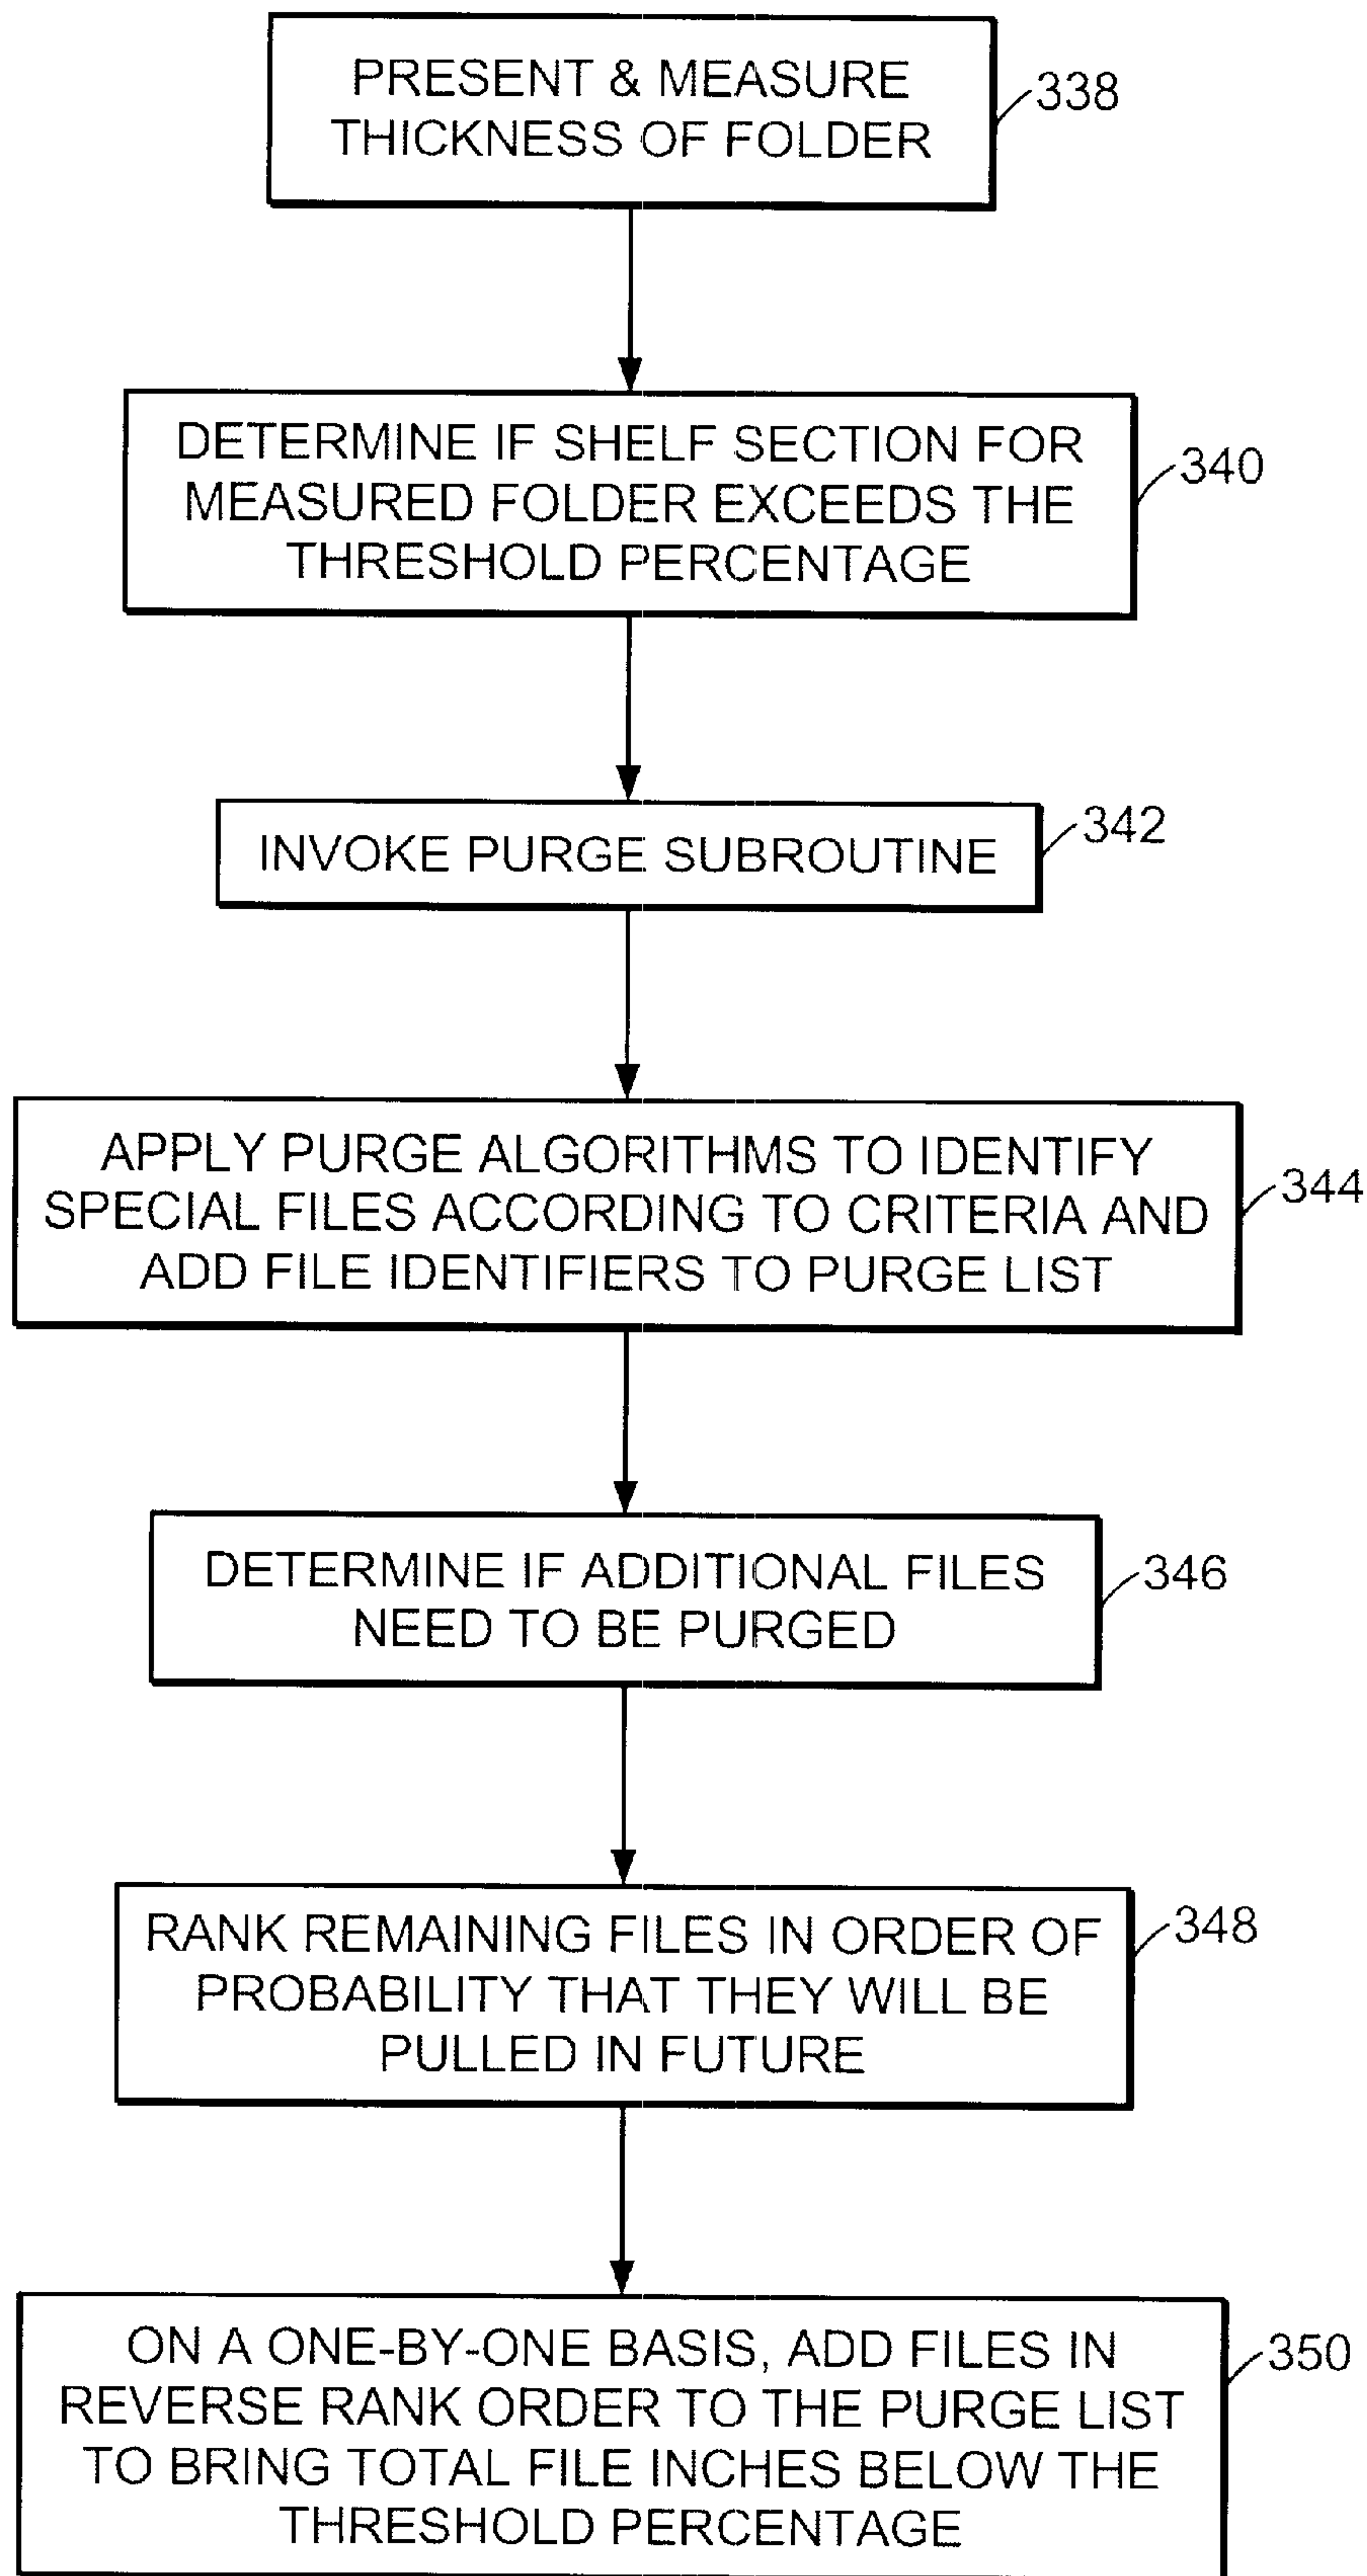 PRESENT & MEASURE
THICKNESS OF FOLDER
338
DETERMINE IF SHELF SECTION FOR
MEASURED FOLDER EXCEEDS THE
THRESHOLD PERCENTAGE
340
INVOKE PURGE SUBROUTINE
342
APPLY PURGE ALGORITHMS TO IDENTIFY
SPECIAL FILES ACCORDING TO CRITERIA AND
ADD FILE IDENTIFIERS TO PURGE LIST
344
DETERMINE IF ADDITIONAL FILES
NEED TO BE PURGED
346
RANK REMAINING FILES IN ORDER OF
PROBABILITY THAT THEY WILL BE
PULLED IN FUTURE
348
ON A ONE-BY-ONE BASIS, ADD FILES IN
REVERSE RANK ORDER TO THE PURGE LIST
TO BRING TOTAL FILE INCHES BELOW THE
THRESHOLD PERCENTAGE
350